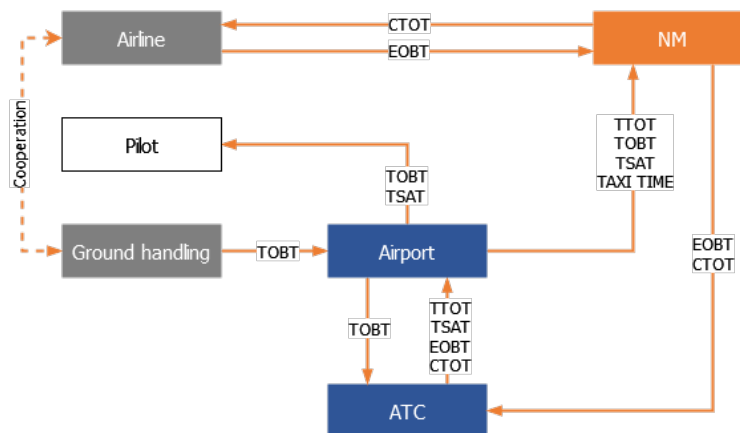 CTOT
Airline
NM
EOBT
Cooperation
Pilot
TTOT
TOBT
TSAT
TAXI TIME
TOBT
TSAT
Ground handling
TOBT
Airport
EOBT
CTOT
TOBT
TTOT
TSAT
EOBT
CTOT
ATC